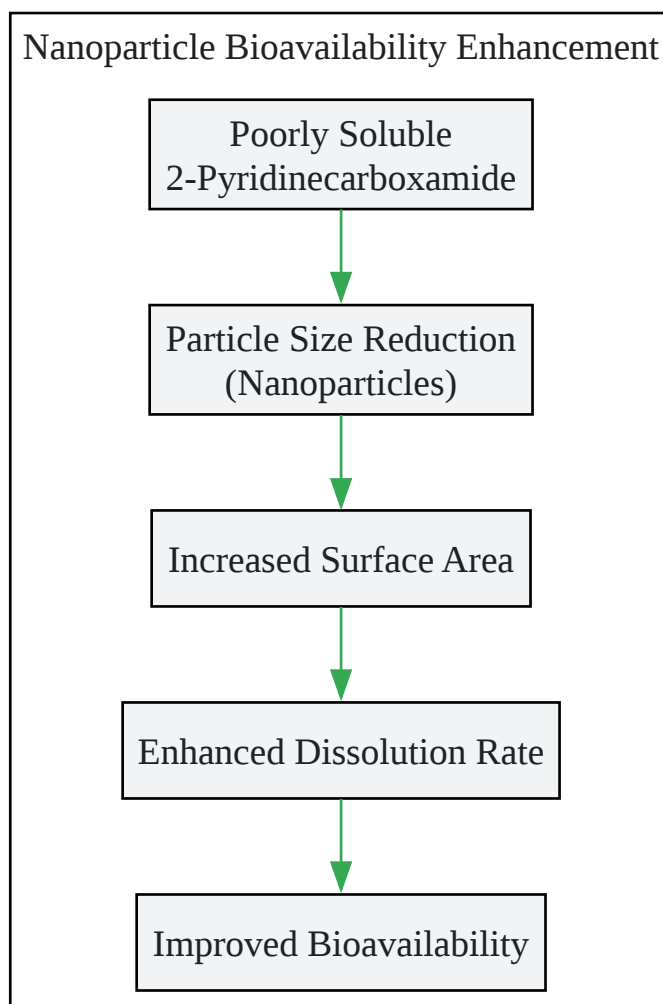 Nanoparticle Bioavailability Enhancement
Poorly Soluble
2-Pyridinecarboxamide
Particle Size Reduction
(Nanoparticles)
Increased Surface Area
Enhanced Dissolution Rate
Improved Bioavailability